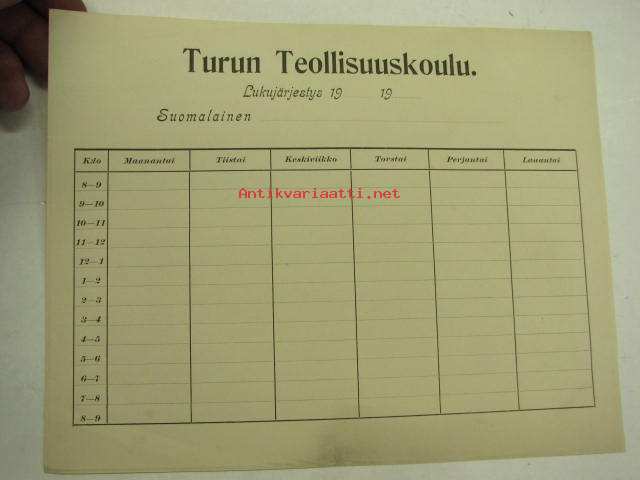 Turun Teollisuuskoulu.
Lukujärjestys 19 19
Suomalainen
K:lo Maanantai Tiistai Keskiviikko Torstai Perjantai Lauantai
8—9
Antikvariaatti.net
9—10
10—11
11—12
12—1
1—2
2—3
3—4
4—5
5—6
6—7
7—8
8—9